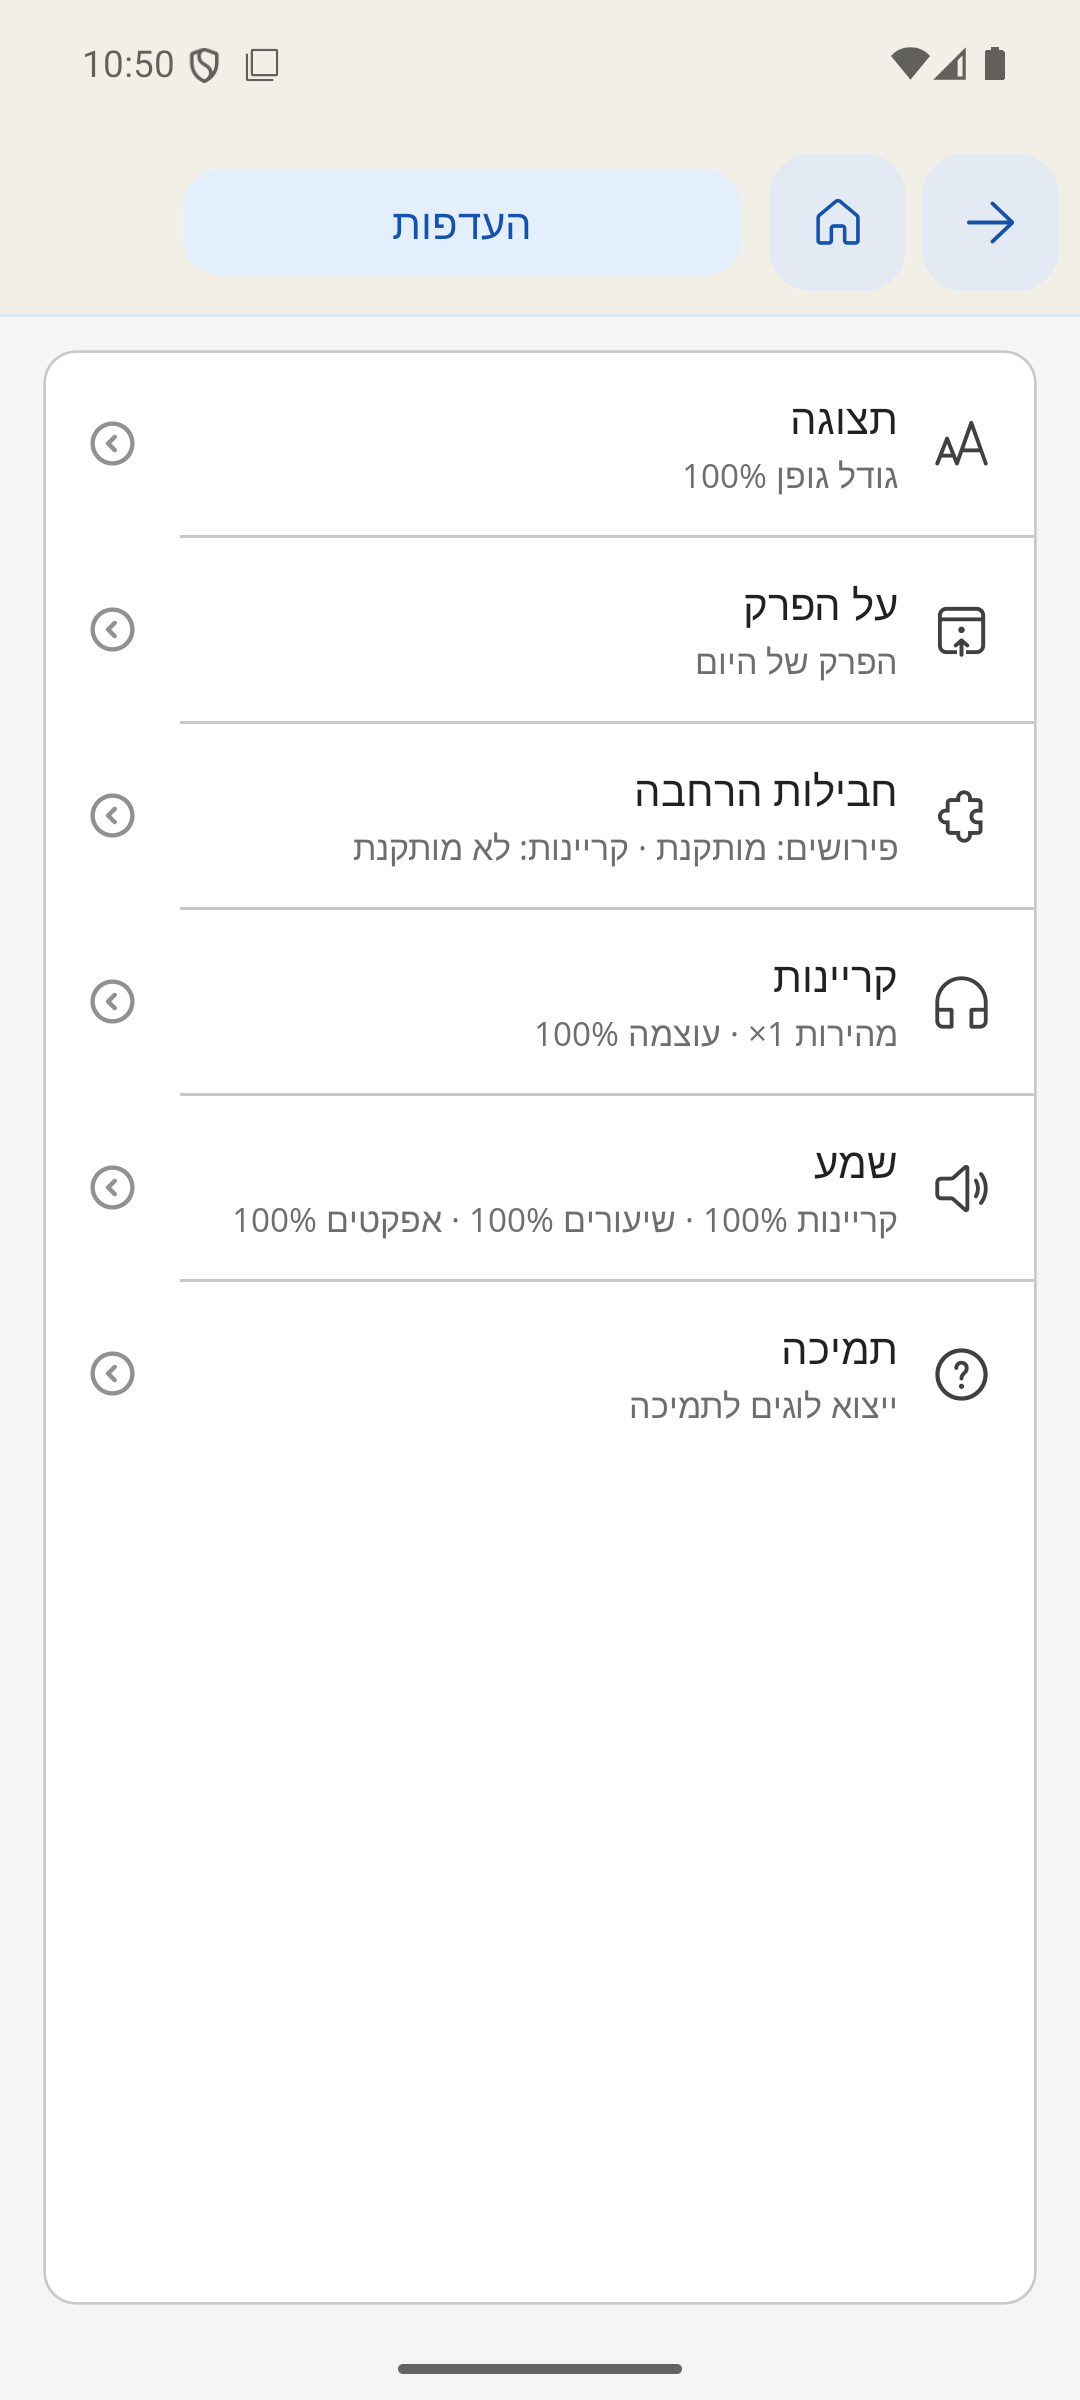 10:50
העדפות
תצוגה
גודל גופן 100%
על הפרק
הפרק של היום
חבילות הרחבה
פירושים: מותקנת · קריינות: לא מותקנת
קריינות
מהירות 1× · עוצמה 100%
שמע
קריינות 100% · שיעורים 100% · אפקטים 100%
תמיכה
ייצוא לוגים לתמיכה